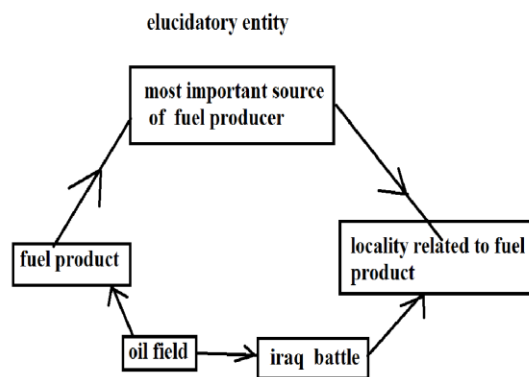 elucidatory entity
most important source
of fuel producer
fuel product
locality related to fuel
product
oil field
iraq battle